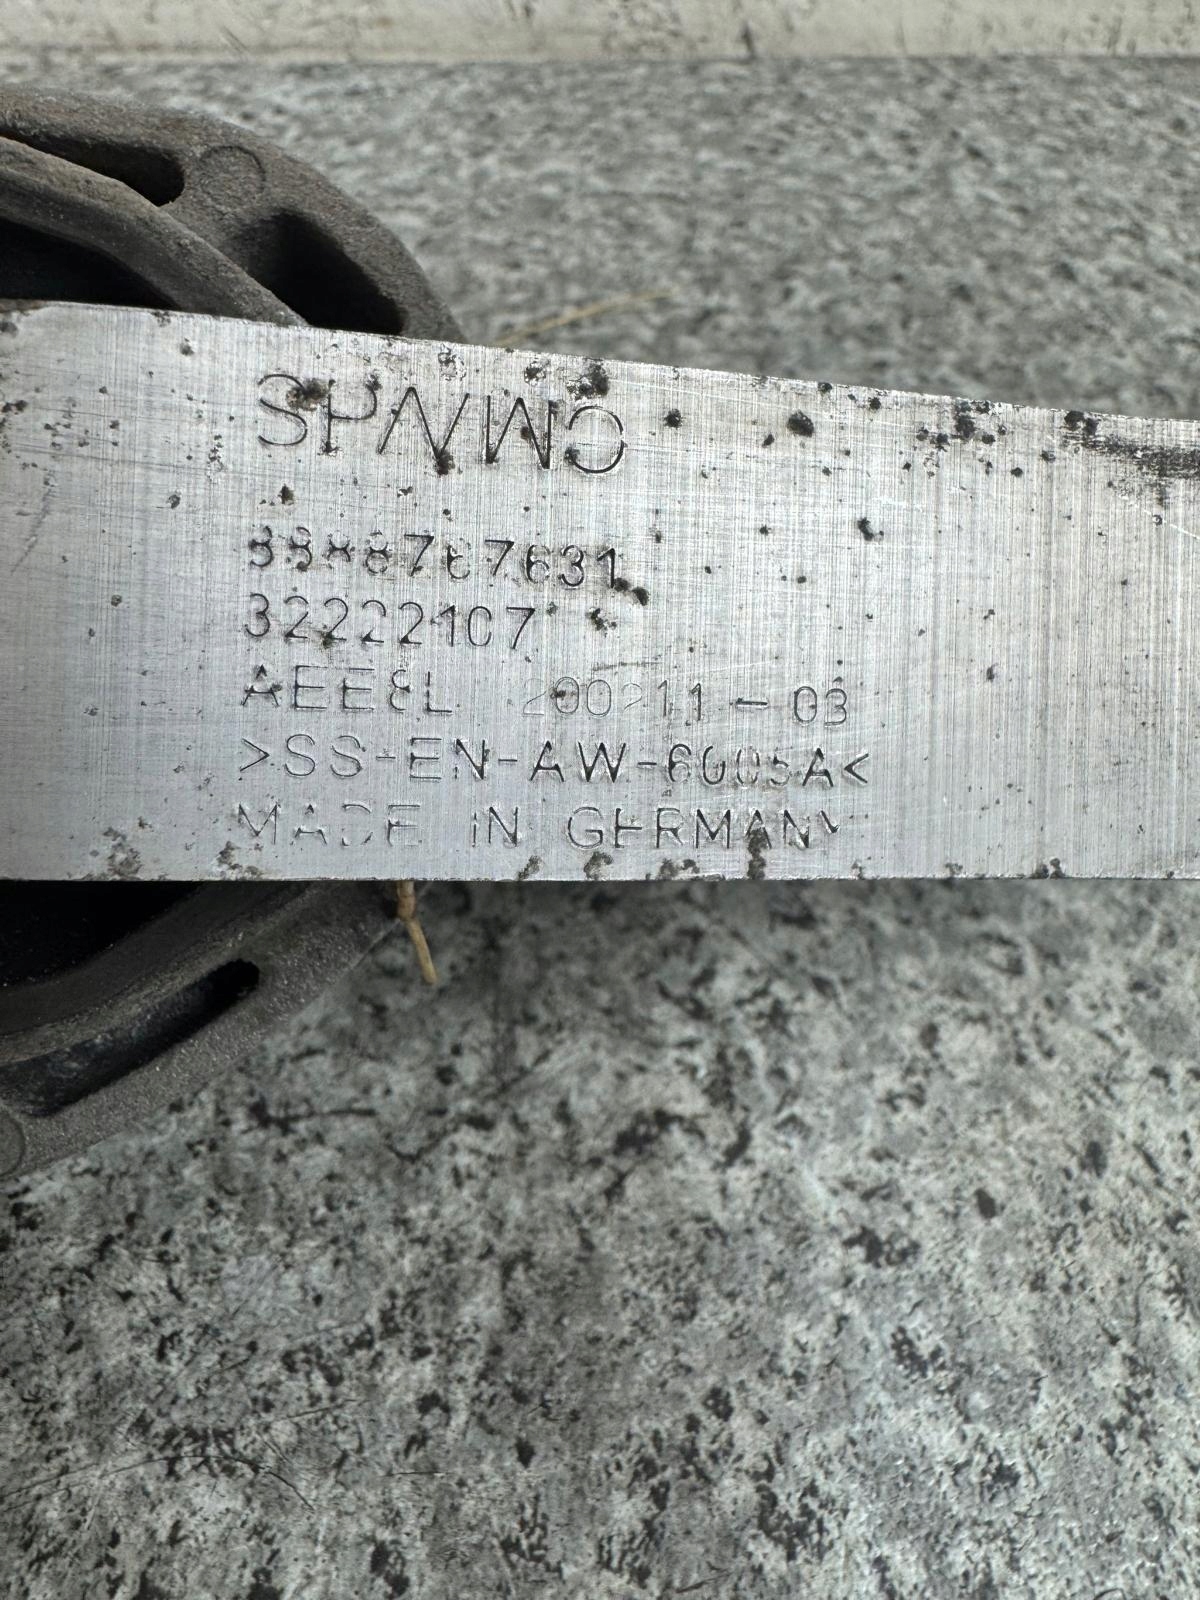 32222107
AEE8L 200211-03
>SS-EN-AW-6005A<
MADE IN GERMANY